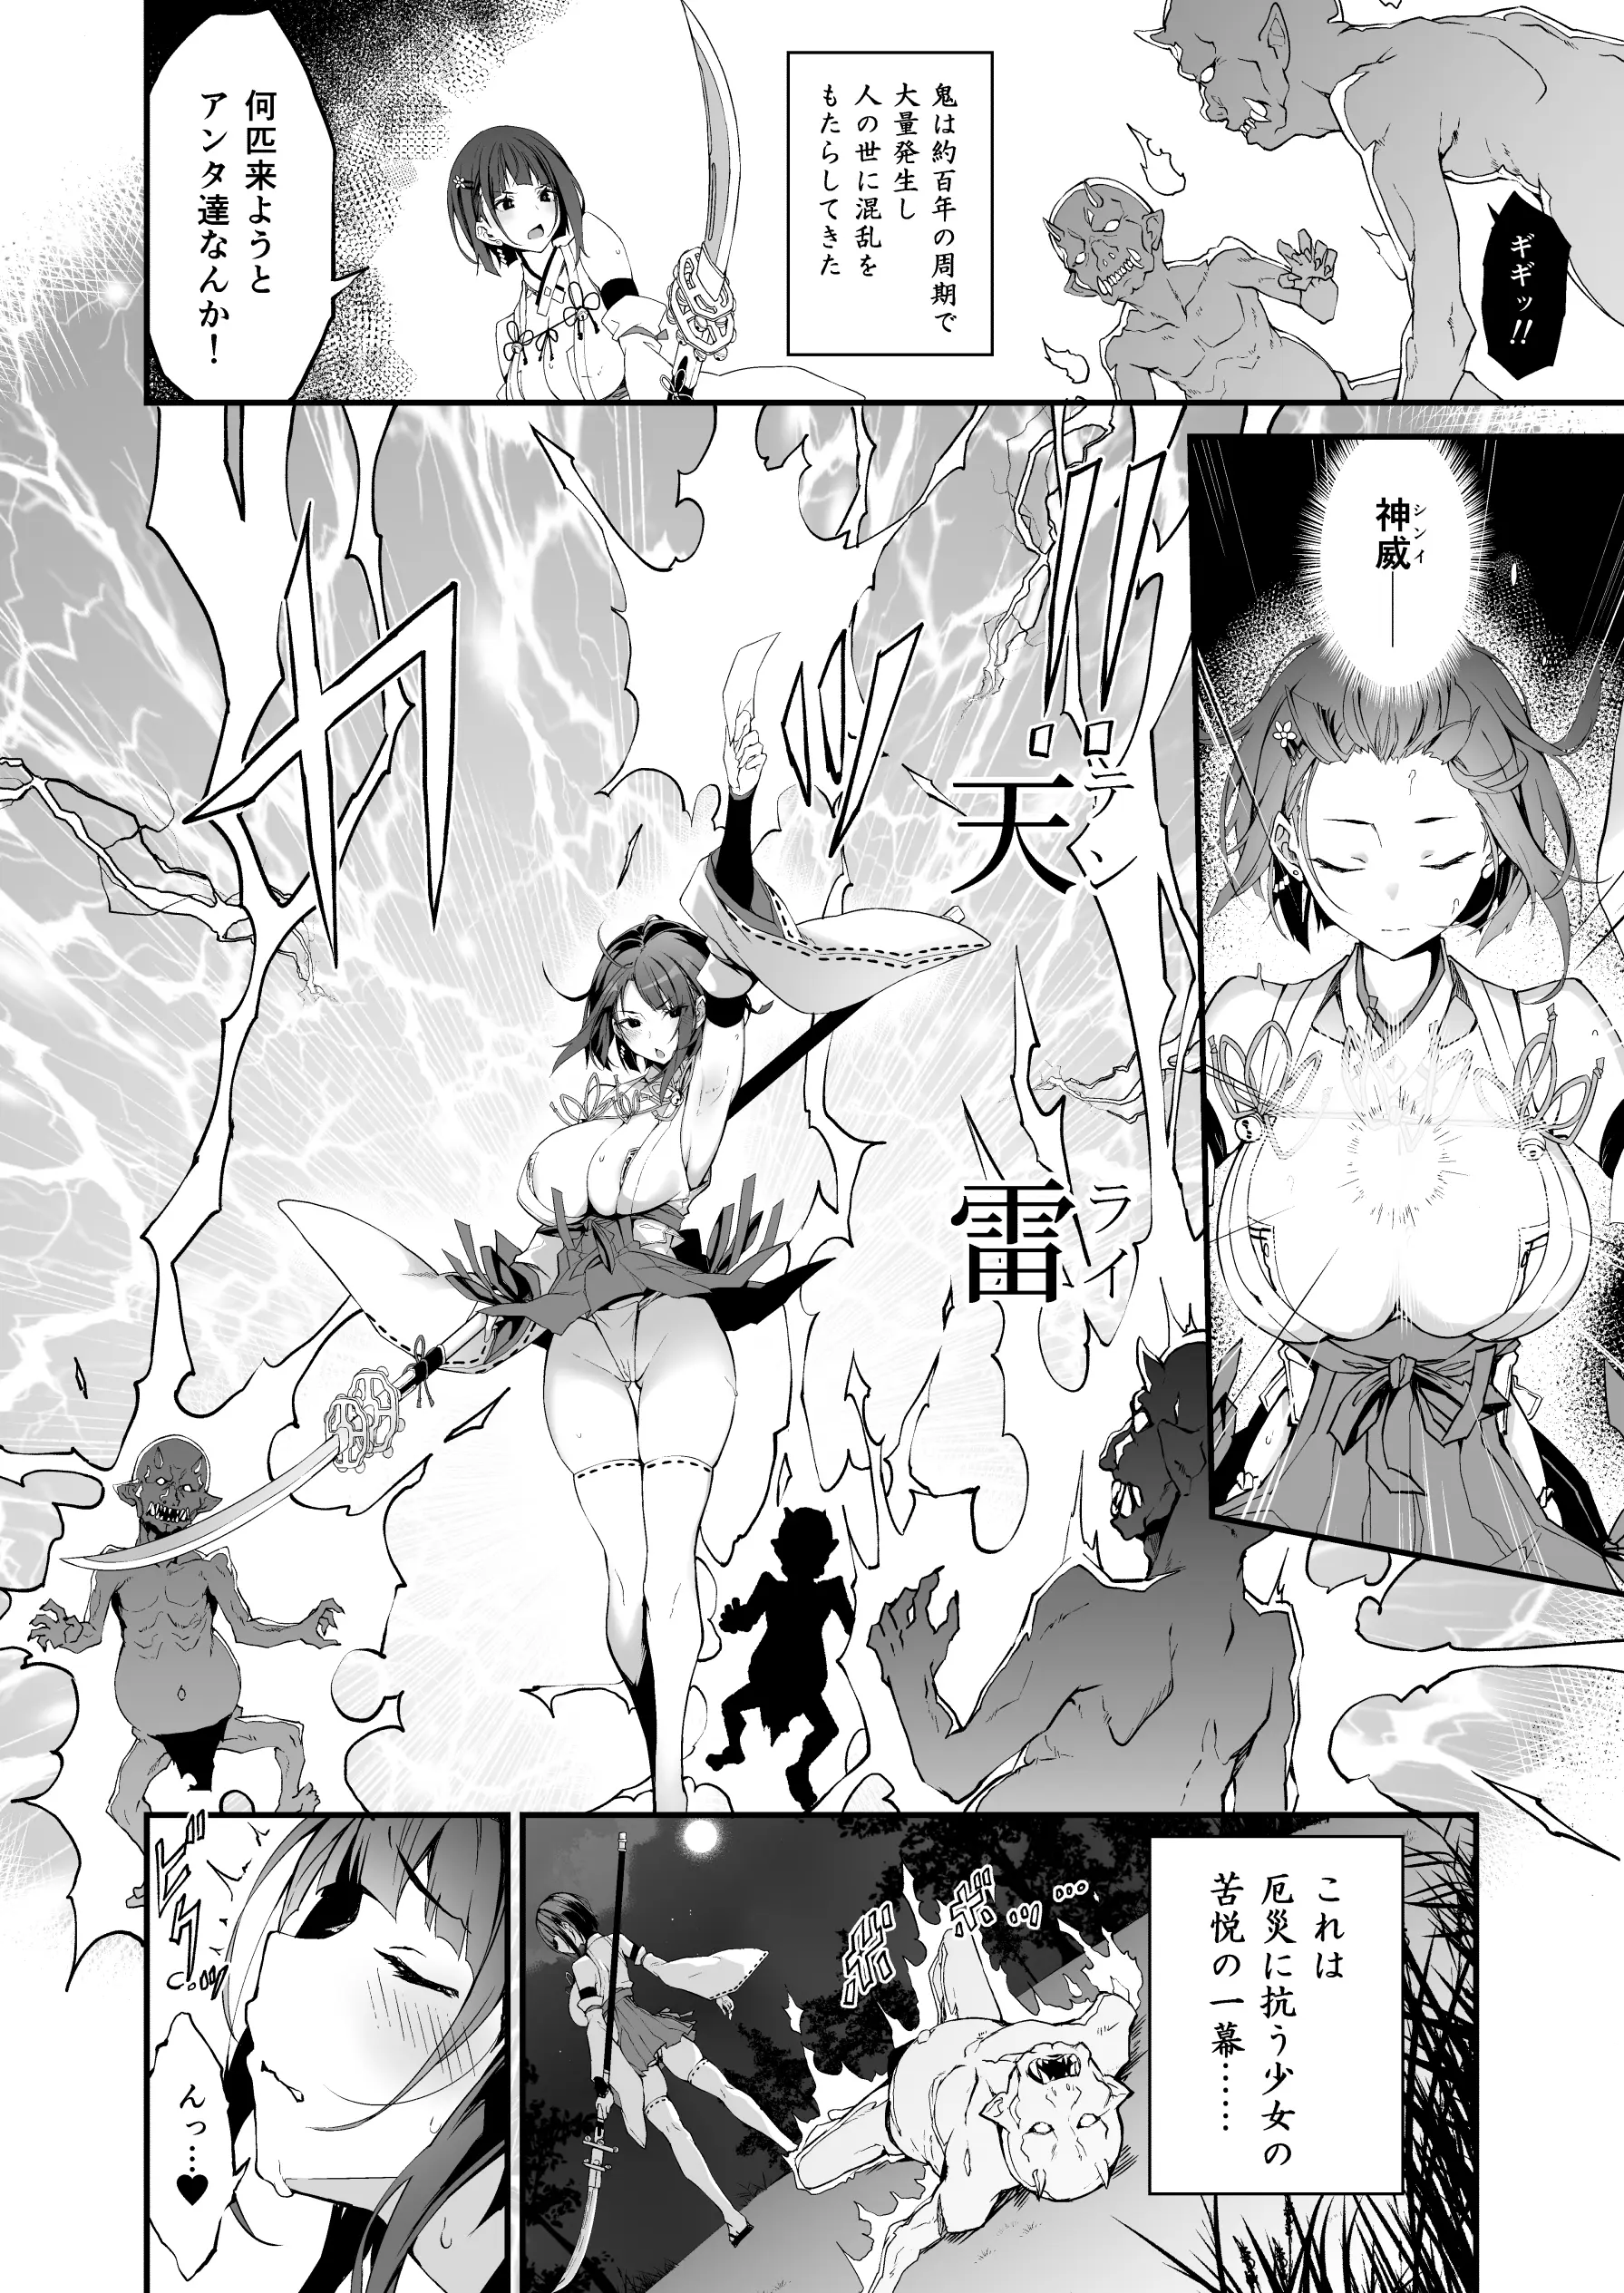 ギギッ!!
鬼は約百年の周期で
大量発生し
人の世に混乱を
もたらしてきた
何匹来ようと
アンタ達なんか！
神威──
シンイ
天
テン
雷
ライ
カッ!!
これは
厄災に抗う少女の
苦悦の一幕……
ビクッ
んっ…♥